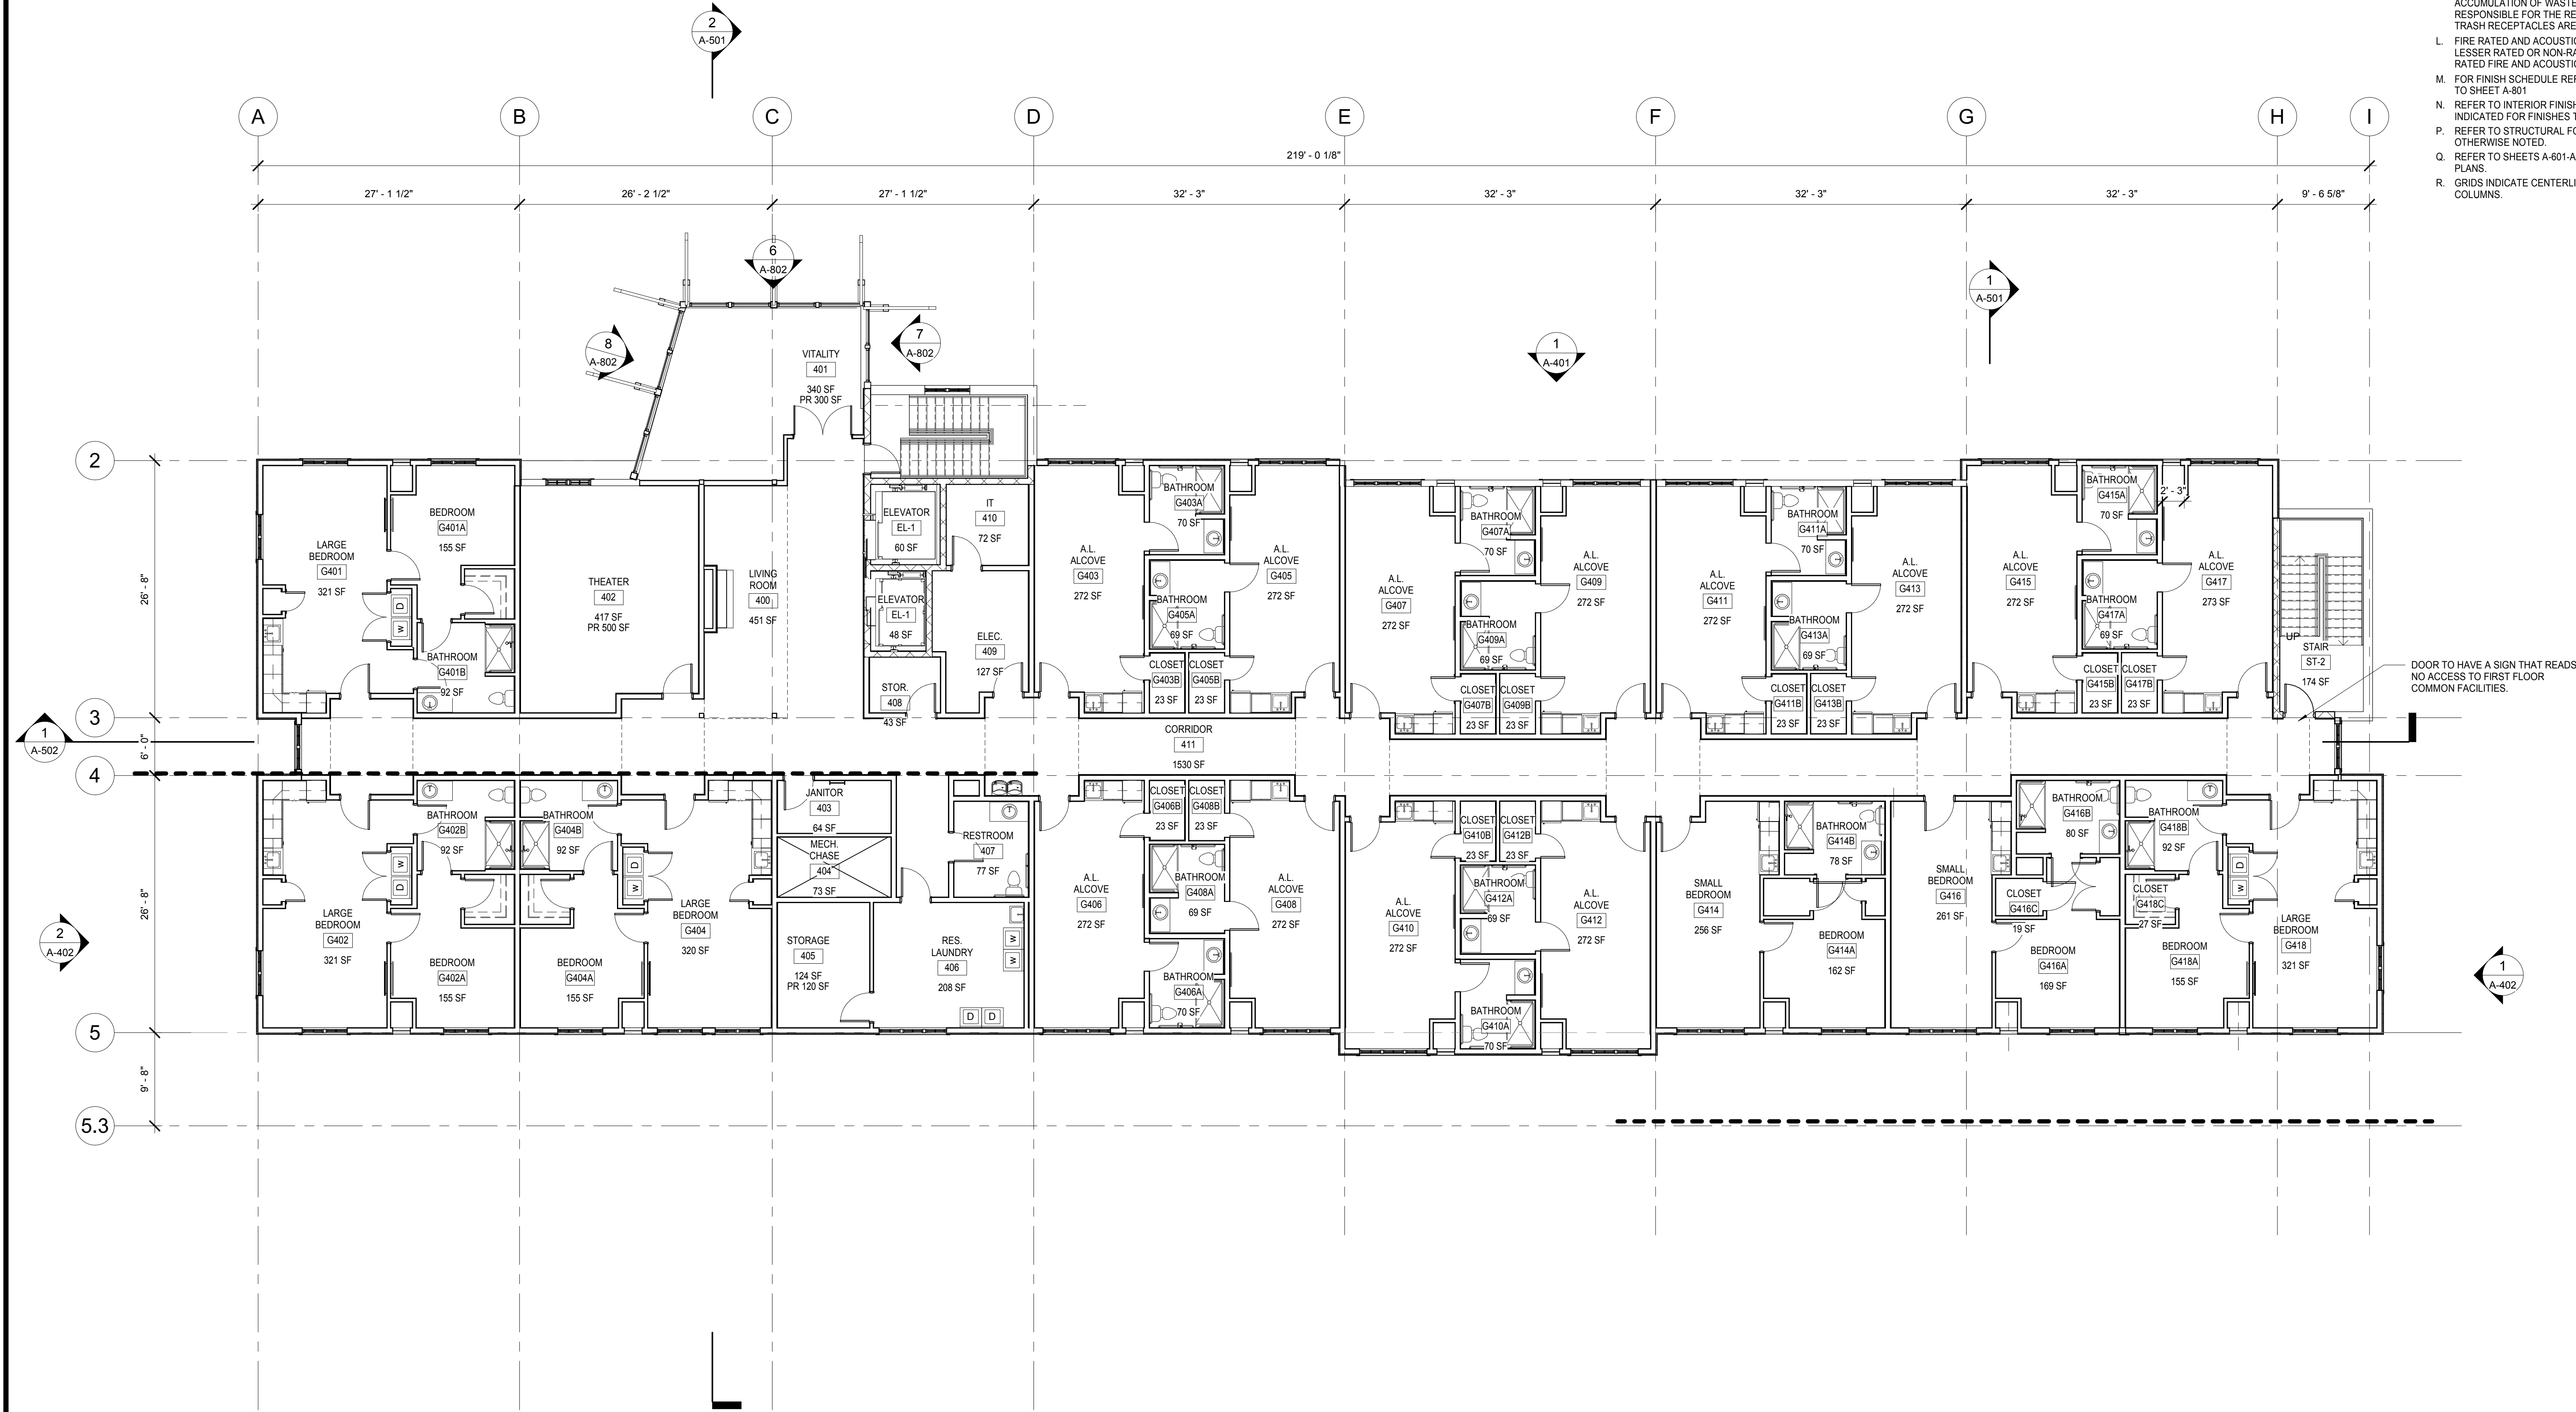 2
A-501
ACCUMULATION OF WASTE
RESPONSIBLE FOR THE RE
TRASH RECEPTACLES ARE
L. FIRE RATED AND ACOUSTI
LESSER RATED OR NON-RA
RATED FIRE AND ACOUSTI
M. FOR FINISH SCHEDULE REF
TO SHEET A-801
N. REFER TO INTERIOR FINISH
INDICATED FOR FINISHES T
P. REFER TO STRUCTURAL FO
OTHERWISE NOTED.
Q. REFER TO SHEETS A-601-A
PLANS.
R. GRIDS INDICATE CENTERLI
COLUMNS.
A B C D E F G H I
219' - 0 1/8"
27' - 1 1/2" 26' - 2 1/2" 27' - 1 1/2" 32' - 3" 32' - 3" 32' - 3" 32' - 3" 9' - 6 5/8"
6
A-802
1
A-501
8
A-802
7
A-802
1
A-401
VITALITY
401
340 SF
PR 300 SF
2
26' - 8"
3
6' - 0"
4
26' - 8"
5
9' - 8"
5.3
1
A-502
2
A-402
LARGE
BEDROOM
G401
321 SF
BEDROOM
G401A
155 SF
D
W
BATHROOM
G401B
92 SF
THEATER
402
417 SF
PR 500 SF
LIVING
ROOM
400
451 SF
ELEVATOR
EL-1
60 SF
ELEVATOR
EL-1
48 SF
IT
410
72 SF
ELEC.
409
127 SF
STOR.
408
43 SF
A.L.
ALCOVE
G403
272 SF
BATHROOM
G403A
70 SF
BATHROOM
G405A
69 SF
CLOSET
G403B
23 SF
CLOSET
G405B
23 SF
A.L.
ALCOVE
G405
272 SF
A.L.
ALCOVE
G407
272 SF
BATHROOM
G407A
70 SF
BATHROOM
G409A
69 SF
CLOSET
G407B
23 SF
CLOSET
G409B
23 SF
A.L.
ALCOVE
G409
272 SF
A.L.
ALCOVE
G411
272 SF
BATHROOM
G411A
70 SF
BATHROOM
G413A
69 SF
CLOSET
G411B
23 SF
CLOSET
G413B
23 SF
A.L.
ALCOVE
G413
272 SF
A.L.
ALCOVE
G415
272 SF
BATHROOM
G415A
70 SF
2' - 3"
BATHROOM
G417A
69 SF
CLOSET
G415B
23 SF
CLOSET
G417B
23 SF
A.L.
ALCOVE
G417
273 SF
UP
STAIR
ST-2
174 SF
DOOR TO HAVE A SIGN THAT READS
NO ACCESS TO FIRST FLOOR
COMMON FACILITIES.
CORRIDOR
411
1530 SF
LARGE
BEDROOM
G402
321 SF
BATHROOM
G402B
92 SF
W
D
BEDROOM
G402A
155 SF
BATHROOM
G404B
92 SF
D
W
BEDROOM
G404A
155 SF
LARGE
BEDROOM
G404
320 SF
JANITOR
403
64 SF
MECH.
CHASE
404
73 SF
STORAGE
405
124 SF
PR 120 SF
RESTROOM
407
77 SF
RES.
LAUNDRY
406
208 SF
W
W
D D
A.L.
ALCOVE
G406
272 SF
CLOSET
G406B
23 SF
CLOSET
G408B
23 SF
BATHROOM
G408A
69 SF
BATHROOM
G406A
70 SF
A.L.
ALCOVE
G408
272 SF
A.L.
ALCOVE
G410
272 SF
CLOSET
G410B
23 SF
CLOSET
G412B
23 SF
BATHROOM
G412A
69 SF
BATHROOM
G410A
70 SF
A.L.
ALCOVE
G412
272 SF
SMALL
BEDROOM
G414
256 SF
BATHROOM
G414B
78 SF
BEDROOM
G414A
162 SF
SMALL
BEDROOM
G416
261 SF
BATHROOM
G416B
80 SF
CLOSET
G416C
19 SF
BEDROOM
G416A
169 SF
BATHROOM
G418B
92 SF
D
W
CLOSET
G418C
27 SF
BEDROOM
G418A
155 SF
LARGE
BEDROOM
G418
321 SF
1
A-402